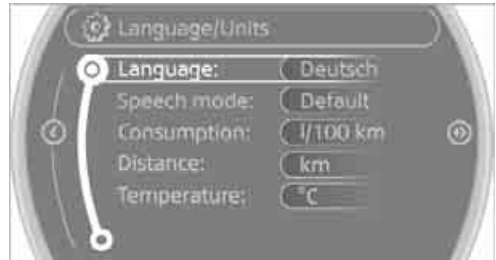 Language/Units
Language: Deutsch
Speech mode: Default
Consumption: l/100 km
Distance: km
Temperature: °C